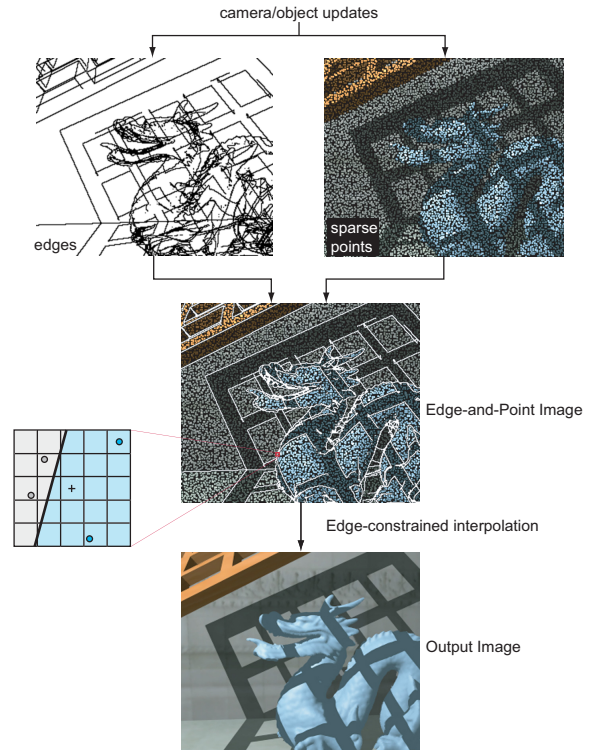 camera/object updates
edges
sparse
points
Edge-and-Point Image
Edge-constrained interpolation
Output Image